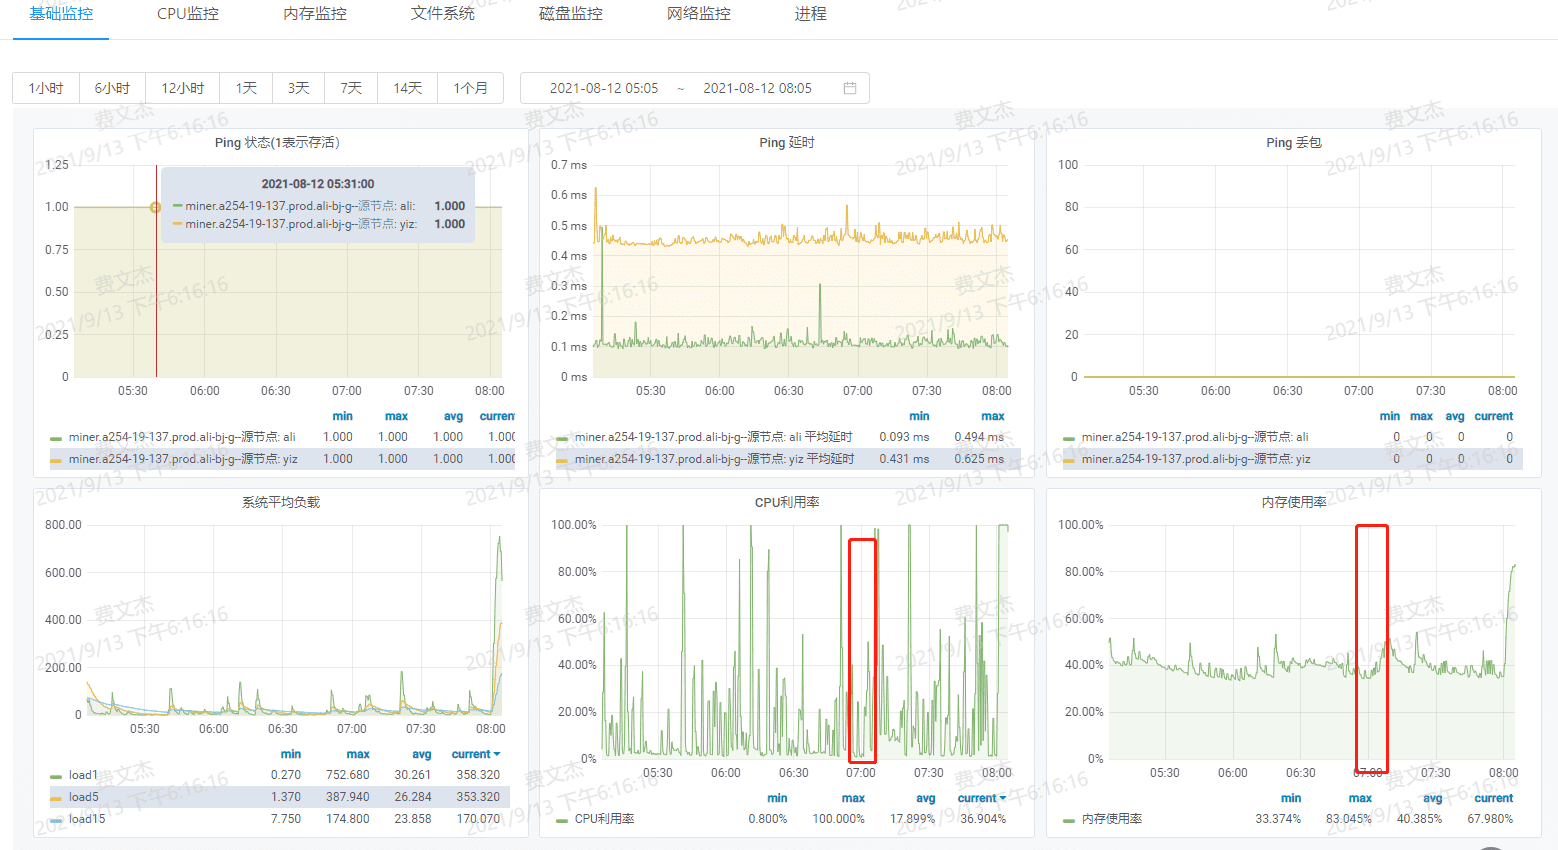 基础监控 CPU监控 内存监控 文件系统 磁盘监控 网络监控 进程
1小时 6小时 12小时 1天 3天 7天 14天 1个月 2021-08-12 05:05 ~ 2021-08-12 08:05
Ping 状态(1表示存活)
1.25
1.00
0.75
0.50
0.25
0
2021-08-12 05:31:00
miner.a254-19-137.prod.ali-bj-g--源节点: ali: 1.000
miner.a254-19-137.prod.ali-bj-g--源节点: yiz: 1.000
05:30 06:00 06:30 07:00 07:30 08:00
min max avg current
miner.a254-19-137.prod.ali-bj-g--源节点: ali 1.000 1.000 1.000 1.000
miner.a254-19-137.prod.ali-bj-g--源节点: yiz 1.000 1.000 1.000 1.000
Ping 延时
0.7 ms
0.6 ms
0.5 ms
0.4 ms
0.3 ms
0.2 ms
0.1 ms
0 ms
05:30 06:00 06:30 07:00 07:30 08:00
min max
miner.a254-19-137.prod.ali-bj-g--源节点: ali 平均延时 0.093 ms 0.494 ms
miner.a254-19-137.prod.ali-bj-g--源节点: yiz 平均延时 0.431 ms 0.625 ms
Ping 丢包
100
80
60
40
20
0
05:30 06:00 06:30 07:00 07:30 08:00
min max avg current
miner.a254-19-137.prod.ali-bj-g--源节点: ali 0 0 0 0
miner.a254-19-137.prod.ali-bj-g--源节点: yiz 0 0 0 0
系统平均负载
800.00
600.00
400.00
200.00
0
05:30 06:00 06:30 07:00 07:30 08:00
min max avg current
load1 0.270 752.680 30.261 358.320
load5 1.370 387.940 26.284 353.320
load15 7.750 174.800 23.858 170.070
CPU利用率
100.00%
80.00%
60.00%
40.00%
20.00%
0%
05:30 06:00 06:30 07:00 07:30 08:00
min max avg current
CPU利用率 0.800% 100.000% 17.899% 36.904%
内存使用率
100.00%
80.00%
60.00%
40.00%
20.00%
0%
05:30 06:00 06:30 07:00 07:30 08:00
min max avg current
内存使用率 33.374% 83.045% 40.385% 67.980%
费文杰
2021/9/13 下午6:16:16